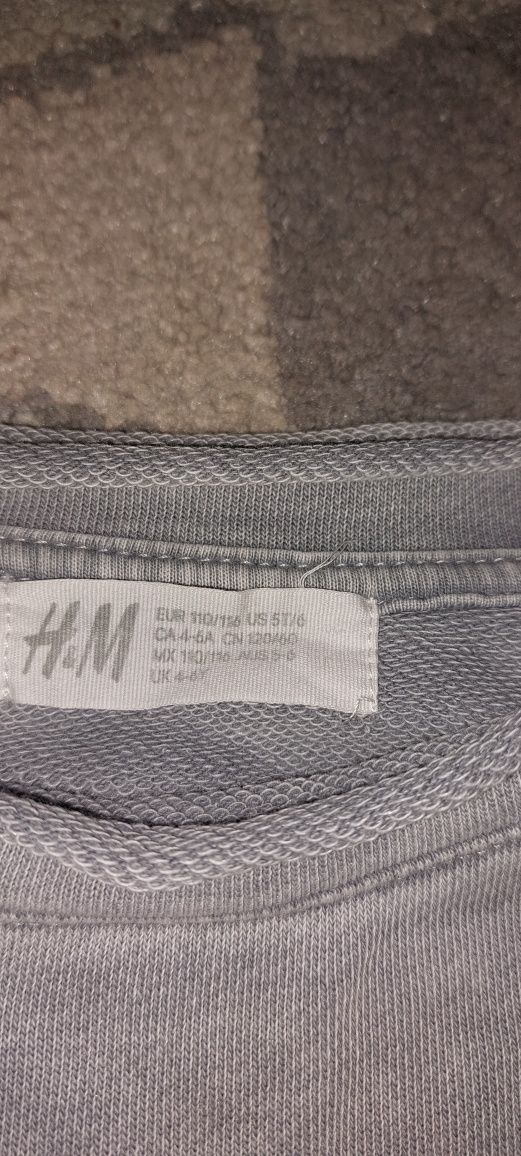 H&M
EUR 110/116 US 5T/6
CA 4-6A CN 120/60
MX 110/116 AUS 5-6
UK 4-6Y